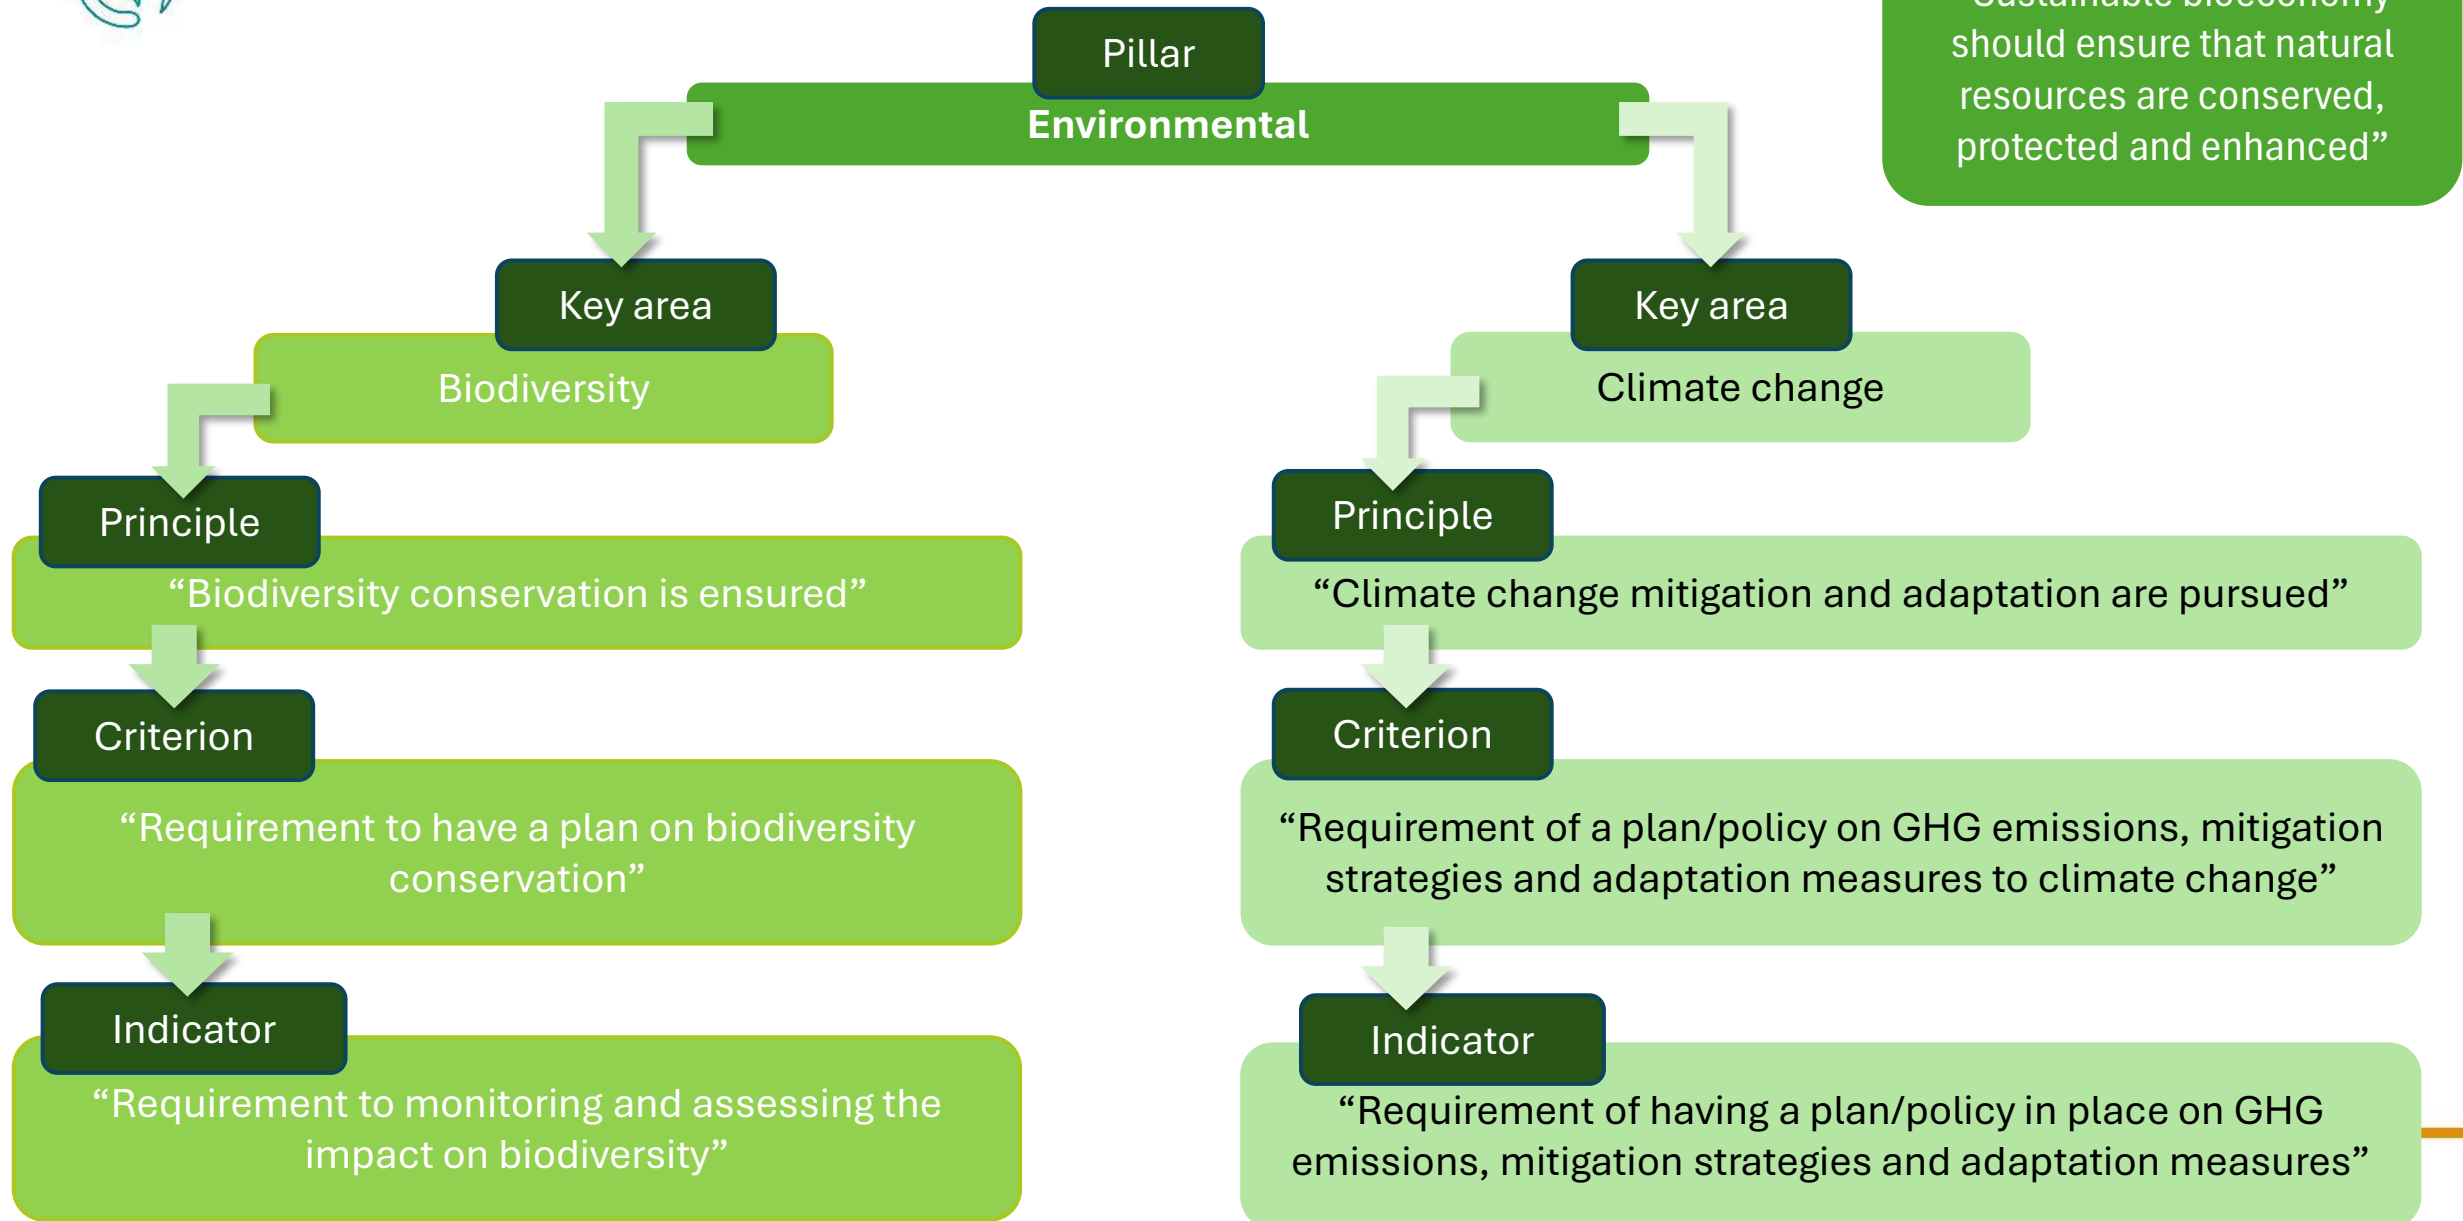 Sustainable bioeconomy
should ensure that natural
resources are conserved,
protected and enhanced”
Pillar
Environmental
Key area
Biodiversity
Principle
“Biodiversity conservation is ensured”
Criterion
“Requirement to have a plan on biodiversity
conservation”
Indicator
“Requirement to monitoring and assessing the
impact on biodiversity”
Key area
Climate change
Principle
“Climate change mitigation and adaptation are pursued”
Criterion
“Requirement of a plan/policy on GHG emissions, mitigation
strategies and adaptation measures to climate change”
Indicator
“Requirement of having a plan/policy in place on GHG
emissions, mitigation strategies and adaptation measures”